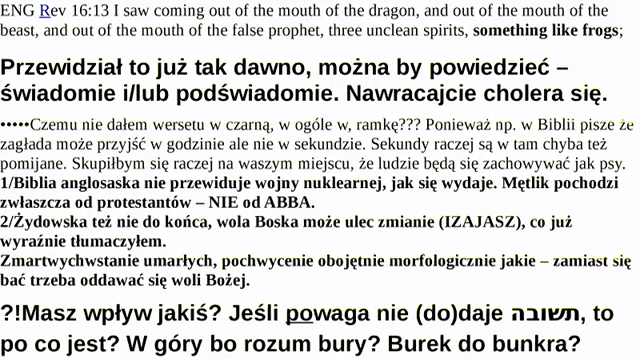 ENG Rev 16:13 I saw coming out of the mouth of the dragon, and out of the mouth of the
beast, and out of the mouth of the false prophet, three unclean spirits, something like frogs;
Przewidział to już tak dawno, można by powiedzieć –
świadomie i/lub podświadomie. Nawracajcie cholera się.
•••••Czemu nie dałem wersetu w czarną, w ogóle w, ramkę??? Ponieważ np. w Biblii pisze że
zagłada może przyjść w godzinie ale nie w sekundzie. Sekundy raczej są w tam chyba też
pomijane. Skupiłbym się raczej na waszym miejscu, że ludzie będą się zachowywać jak psy.
1/Biblia anglosaska nie przewiduje wojny nuklearnej, jak się wydaje. Mętlik pochodzi
zwłaszcza od protestantów – NIE od ABBA.
2/Żydowska też nie do końca, wola Boska może ulec zmianie (IZAJASZ), co już
wyraźnie tłumaczyłem.
Zmartwychwstanie umarłych, pochwycenie obojętnie morfologicznie jakie – zamiast się
bać trzeba oddawać się woli Bożej.
?!Masz wpływ jakiś? Jeśli powaga nie (do)daje תשובה, to
po co jest? W góry bo rozum bury? Burek do bunkra?